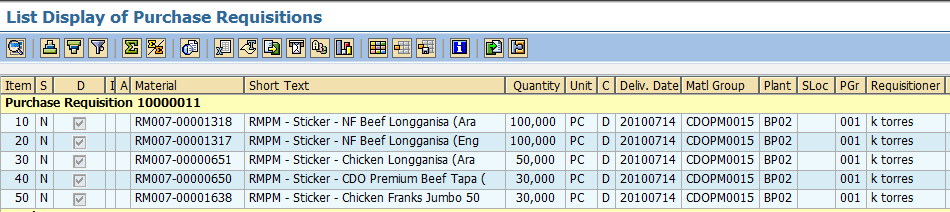 List Display of Purchase Requisitions
Item S D I A Material Short Text Quantity Unit C Deliv. Date Matl Group Plant SLoc PGr Requisitioner
Purchase Requisition 10000011
10 N RM007-00001318 RMPM - Sticker - NF Beef Longganisa (Ara 100,000 PC D 20100714 CDOPM0015 BP02 001 k torres
20 N RM007-00001317 RMPM - Sticker - NF Beef Longganisa (Eng 100,000 PC D 20100714 CDOPM0015 BP02 001 k torres
30 N RM007-00000651 RMPM - Sticker - Chicken Longganisa (Ara 50,000 PC D 20100714 CDOPM0015 BP02 001 k torres
40 N RM007-00000650 RMPM - Sticker - CDO Premium Beef Tapa ( 30,000 PC D 20100714 CDOPM0015 BP02 001 k torres
50 N RM007-00001638 RMPM - Sticker - Chicken Franks Jumbo 50 30,000 PC D 20100714 CDOPM0015 BP02 001 k torres